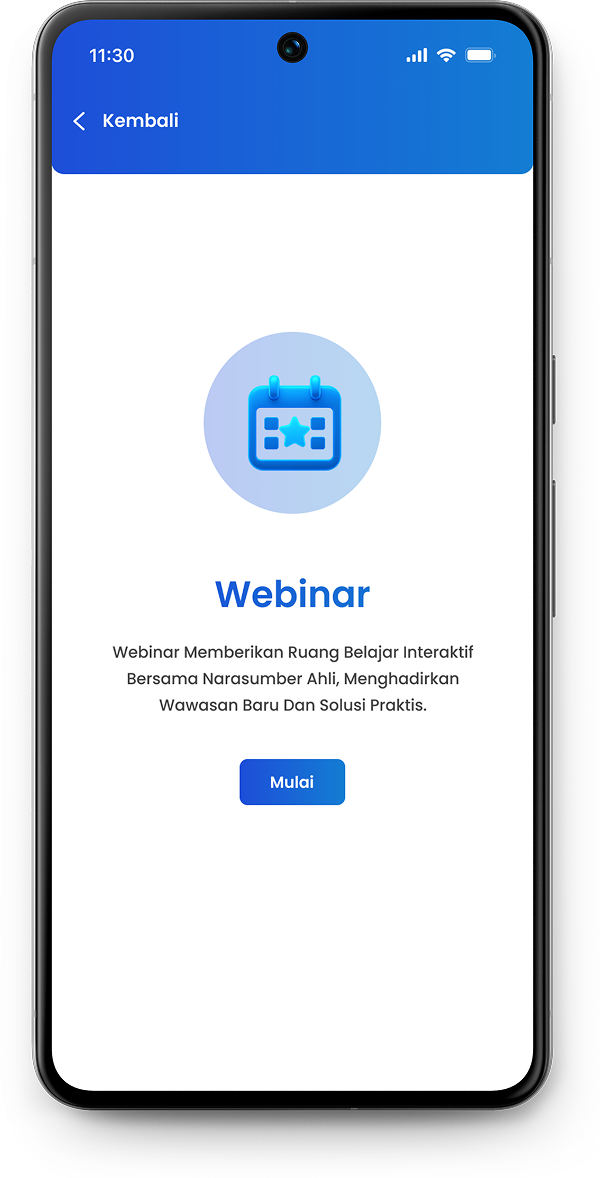 11:30
Kembali
Webinar
Webinar Memberikan Ruang Belajar Interaktif
Bersama Narasumber Ahli, Menghadirkan
Wawasan Baru Dan Solusi Praktis.
Mulai